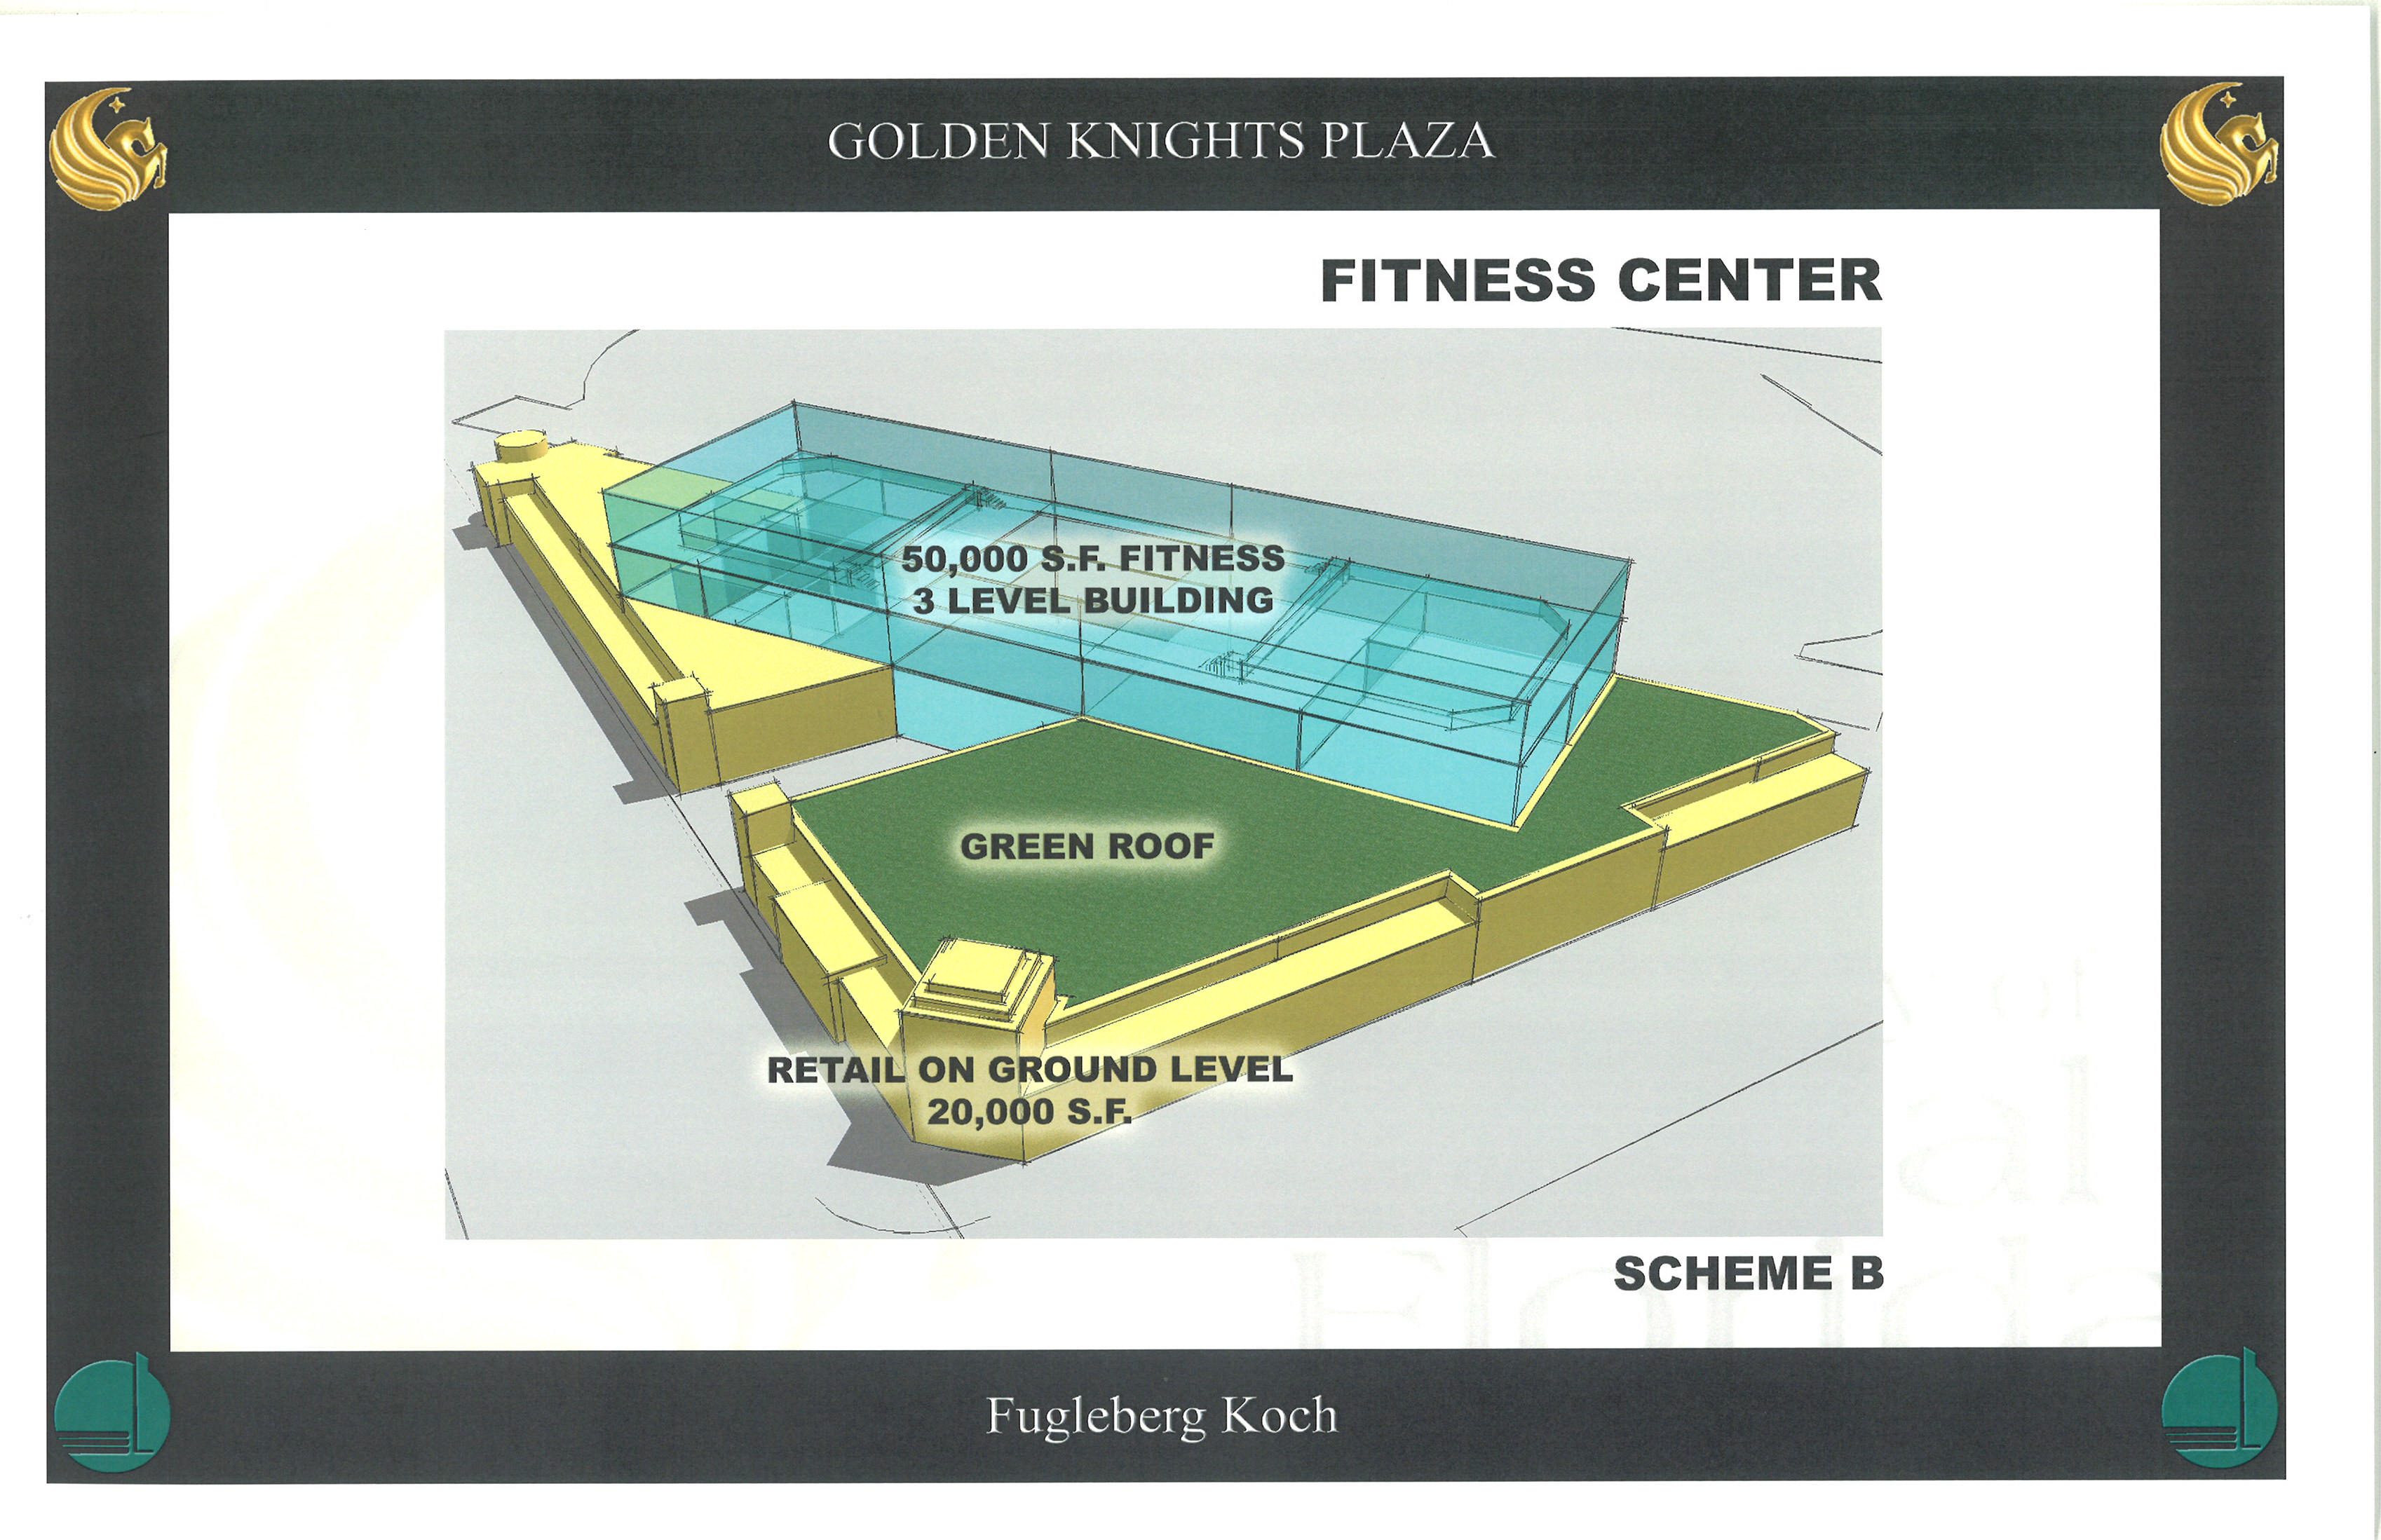 GOLDEN KNIGHTS PLAZA
FITNESS CENTER
50,000 S.F. FITNESS
3 LEVEL BUILDING
GREEN ROOF
RETAIL ON GROUND LEVEL
20,000 S.F.
SCHEME B
Fugleberg Koch